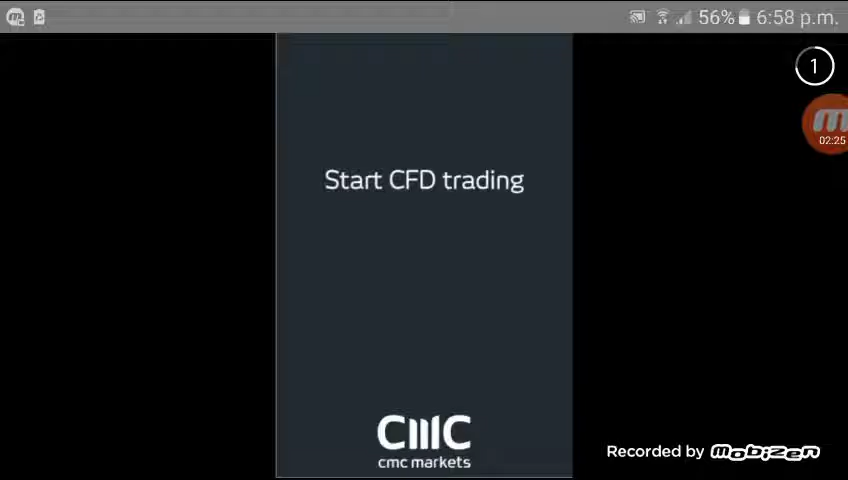 56% 6:58 p.m.
1
02:25
Start CFD trading
CMC
cmc markets
Recorded by mobizen